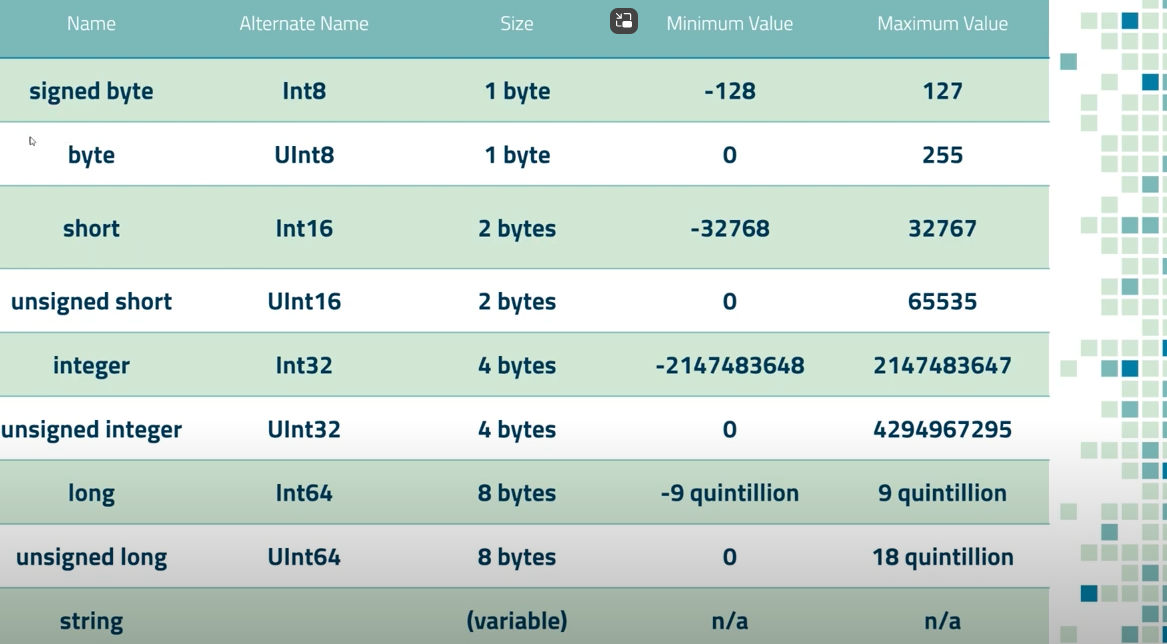 Name Alternate Name Size Minimum Value Maximum Value
signed byte Int8 1 byte -128 127
byte UInt8 1 byte 0 255
short Int16 2 bytes -32768 32767
unsigned short UInt16 2 bytes 0 65535
integer Int32 4 bytes -2147483648 2147483647
unsigned integer UInt32 4 bytes 0 4294967295
long Int64 8 bytes -9 quintillion 9 quintillion
unsigned long UInt64 8 bytes 0 18 quintillion
string (variable) n/a n/a